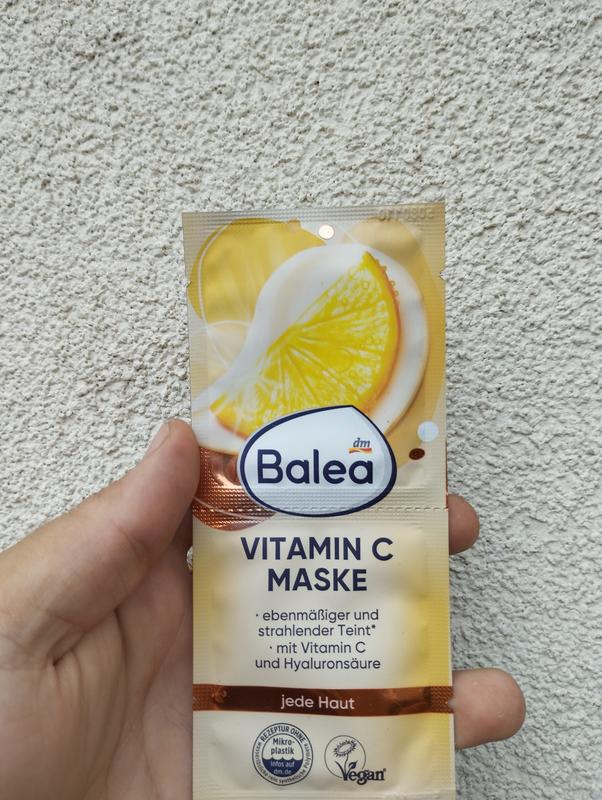 dm
Balea
VITAMIN C
MASKE
· ebenmäßiger und
strahlender Teint*
· mit Vitamin C
und Hyaluronsäure
jede Haut
REZEPTUR OHNE
Mikro-
plastik
Infos auf
dm.de
Vegan